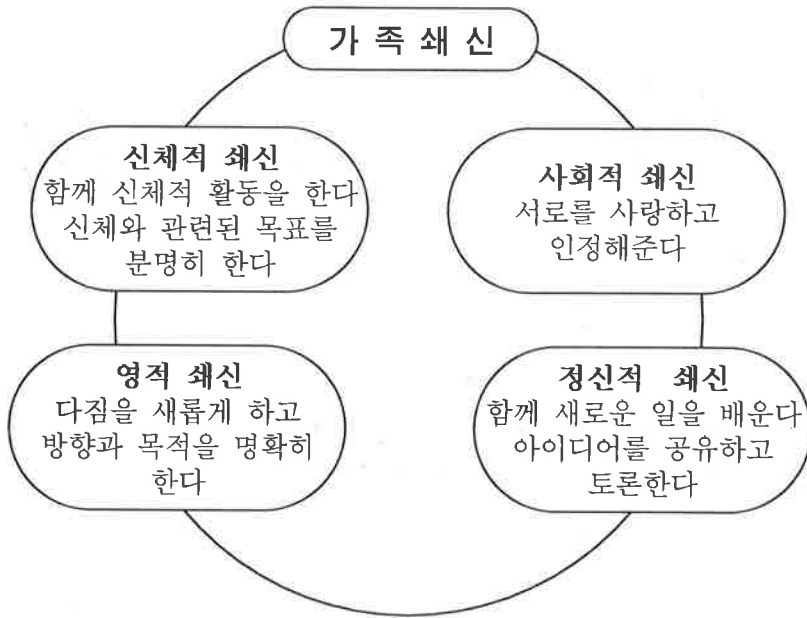 가 족 쇄 신
신체적 쇄신
함께 신체적 활동을 한다
신체와 관련된 목표를
분명히 한다
사회적 쇄신
서로를 사랑하고
인정해준다
영적 쇄신
다짐을 새롭게 하고
방향과 목적을 명확히
한다
정신적 쇄신
함께 새로운 일을 배운다
아이디어를 공유하고
토론한다